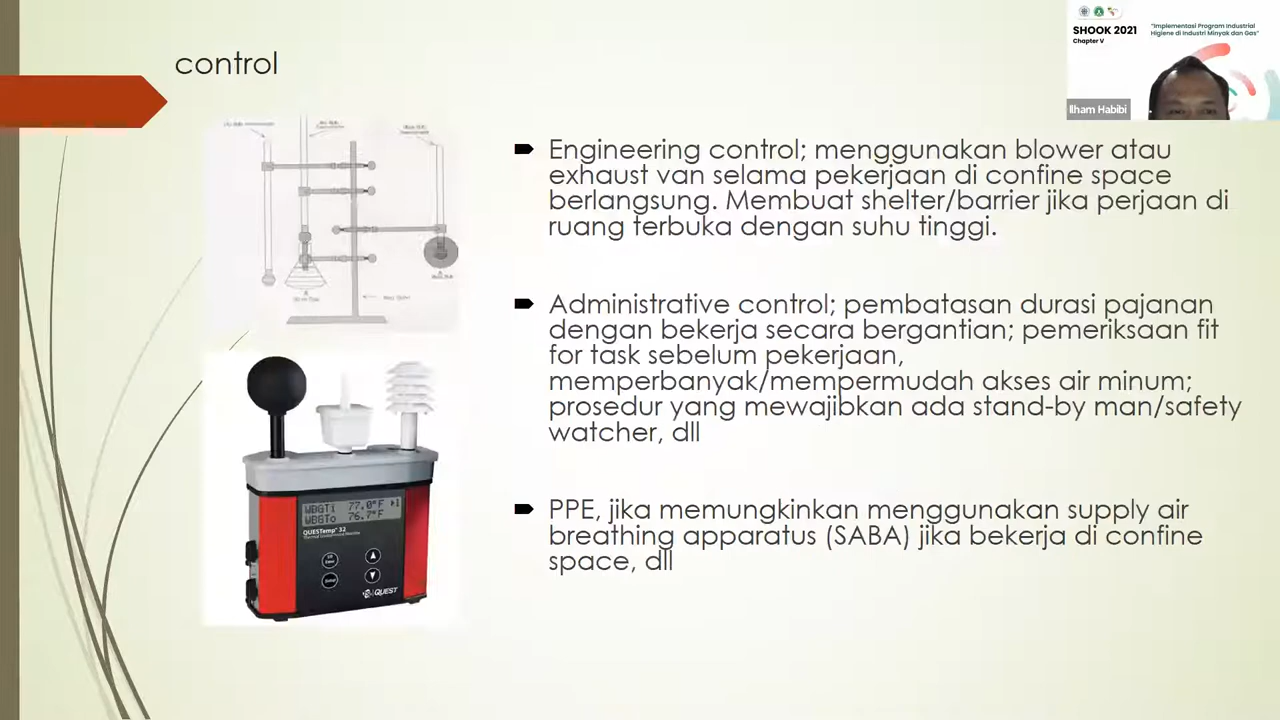 control
SHOOK 2021
Chapter V
"Implementasi Program Industrial
Higiene di Industri Minyak dan Gas"
Ilham Habibi
Engineering control; menggunakan blower atau
exhaust van selama pekerjaan di confine space
berlangsung. Membuat shelter/barrier jika perjaan di
ruang terbuka dengan suhu tinggi.
Administrative control; pembatasan durasi pajanan
dengan bekerja secara bergantian; pemeriksaan fit
for task sebelum pekerjaan,
memperbanyak/mempermudah akses air minum;
prosedur yang mewajibkan ada stand-by man/safety
watcher, dll
PPE, jika memungkinkan menggunakan supply air
breathing apparatus (SABA) jika bekerja di confine
space, dll
WBGTi 77.0°F
WBGTo 76.7°F
QUESTemp° 32
QUEST